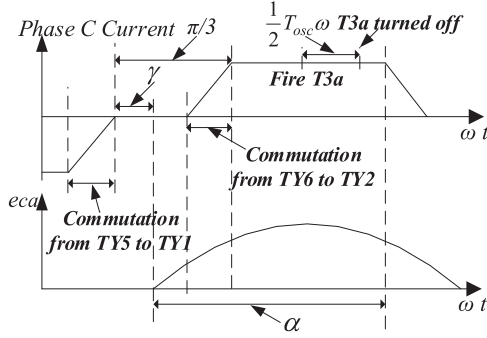 Phase C Current
π/3
1/2 T_osc ω T3a turned off
γ
Fire T3a
ω t
Commutation
from TY6 to TY2
eca
Commutation
from TY5 to TY1
α
ω t